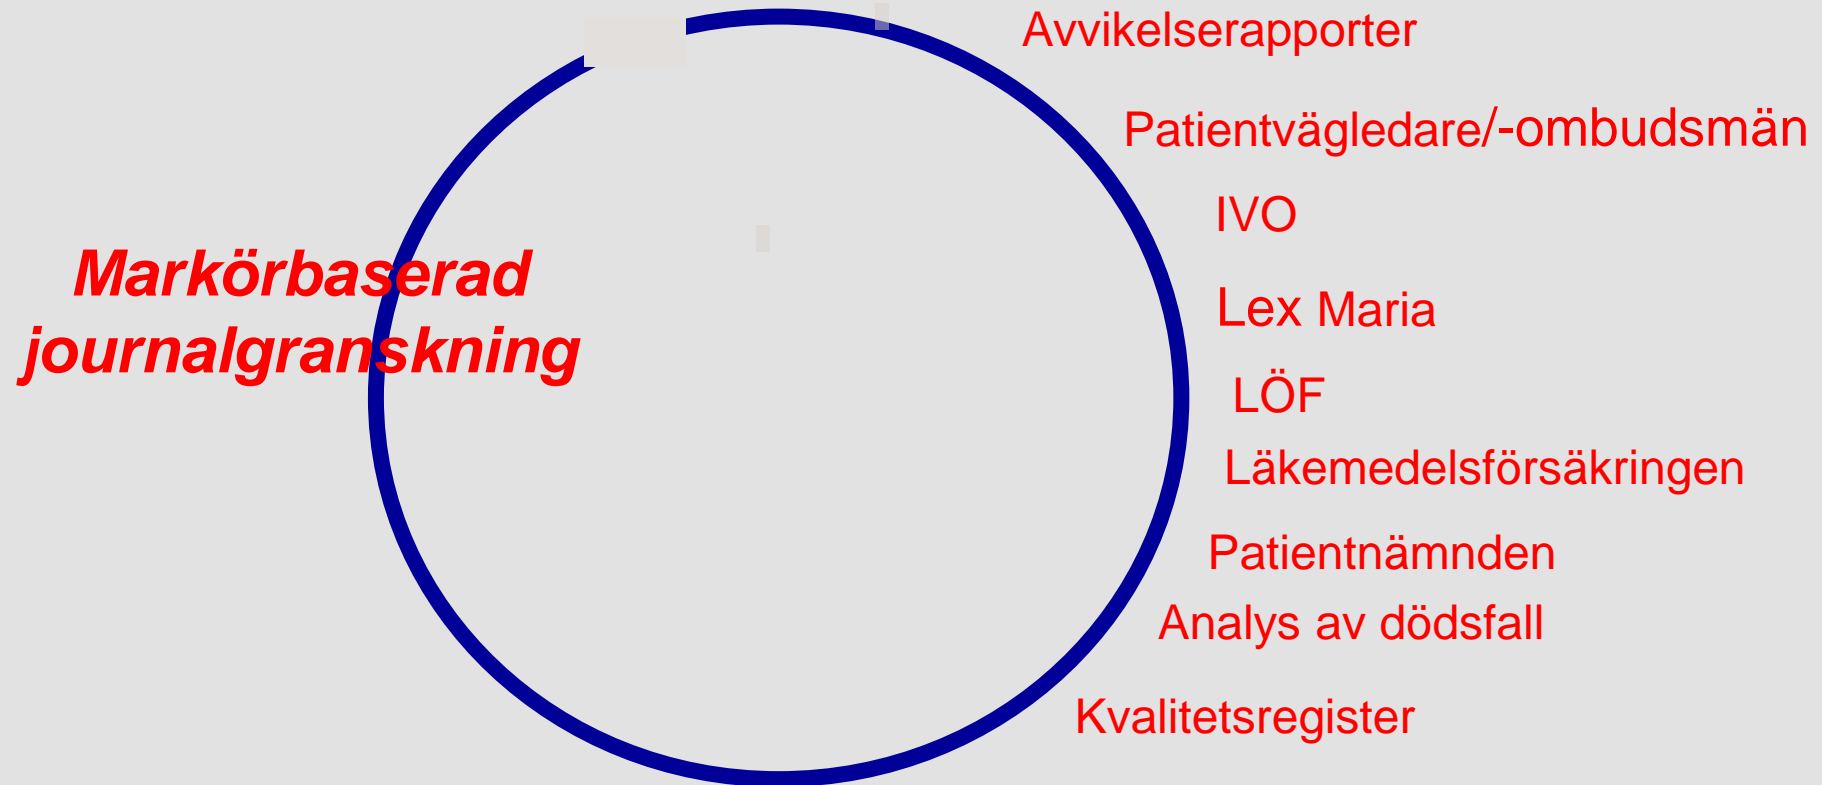 Avvikelserapporter
Patientvägledare/-ombudsmän
IVO
Markörbaserad
journalgranskning
Lex Maria
LÖF
Läkemedelsförsäkringen
Patientnämnden
Analys av dödsfall
Kvalitetsregister